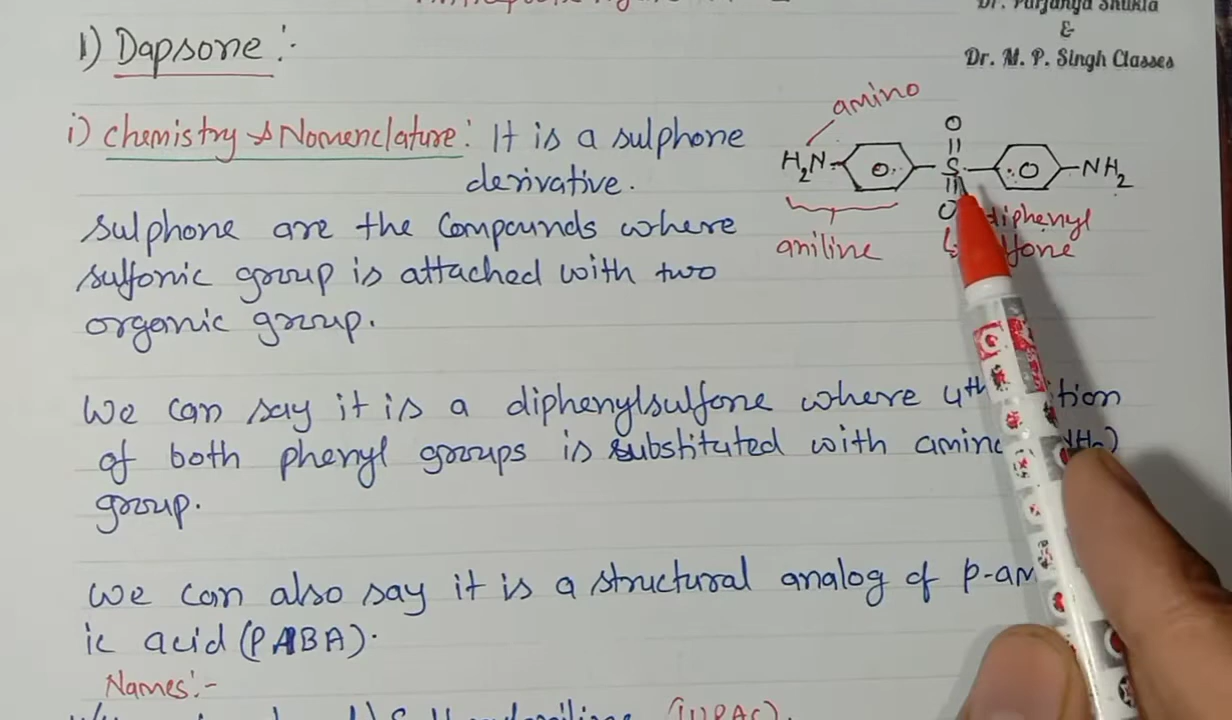 Dr. Parjanya Shukla
&
Dr. M. P. Singh Classes
1) Dapsone :-
i) Chemistry & Nomenclature: It is a sulphone
derivative.
amino
O
H₂N S NH₂
O
aniline
diphenyl
Sulphone are the Compounds where
sulfonic group is attached with two
organic group.
We can say it is a diphenylsulfone where 4th
of both phenyl groups is substituted with
group.
We can also say it is a structural analog of
ic acid (PABA).
Names:-
(IUPAC).